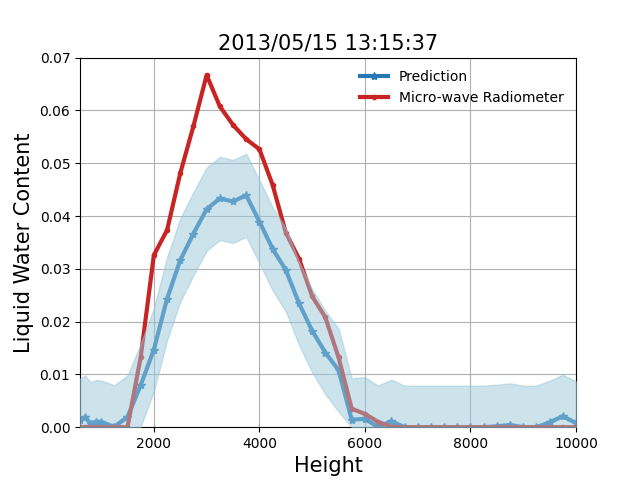 2013/05/15 13:15:37
Liquid Water Content
0.07
0.06
0.05
0.04
0.03
0.02
0.01
0.00
Prediction
Micro-wave Radiometer
2000 4000 6000 8000 10000
Height